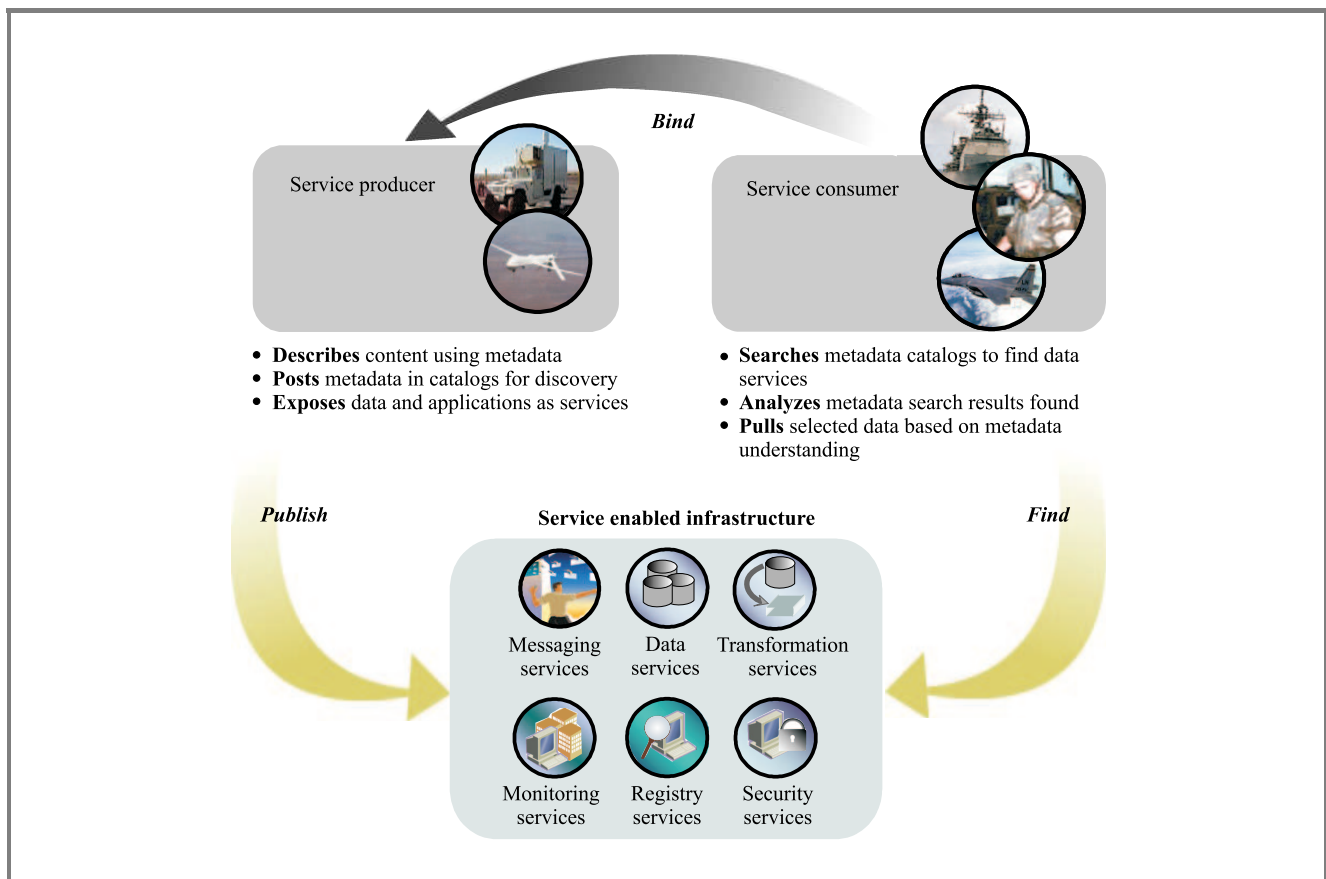 Bind
Service producer
Service consumer
• Describes content using metadata
• Posts metadata in catalogs for discovery
• Exposes data and applications as services
• Searches metadata catalogs to find data
services
• Analyzes metadata search results found
• Pulls selected data based on metadata
understanding
Publish
Find
Service enabled infrastructure
Messaging
services
Data
services
Transformation
services
Monitoring
services
Registry
services
Security
services